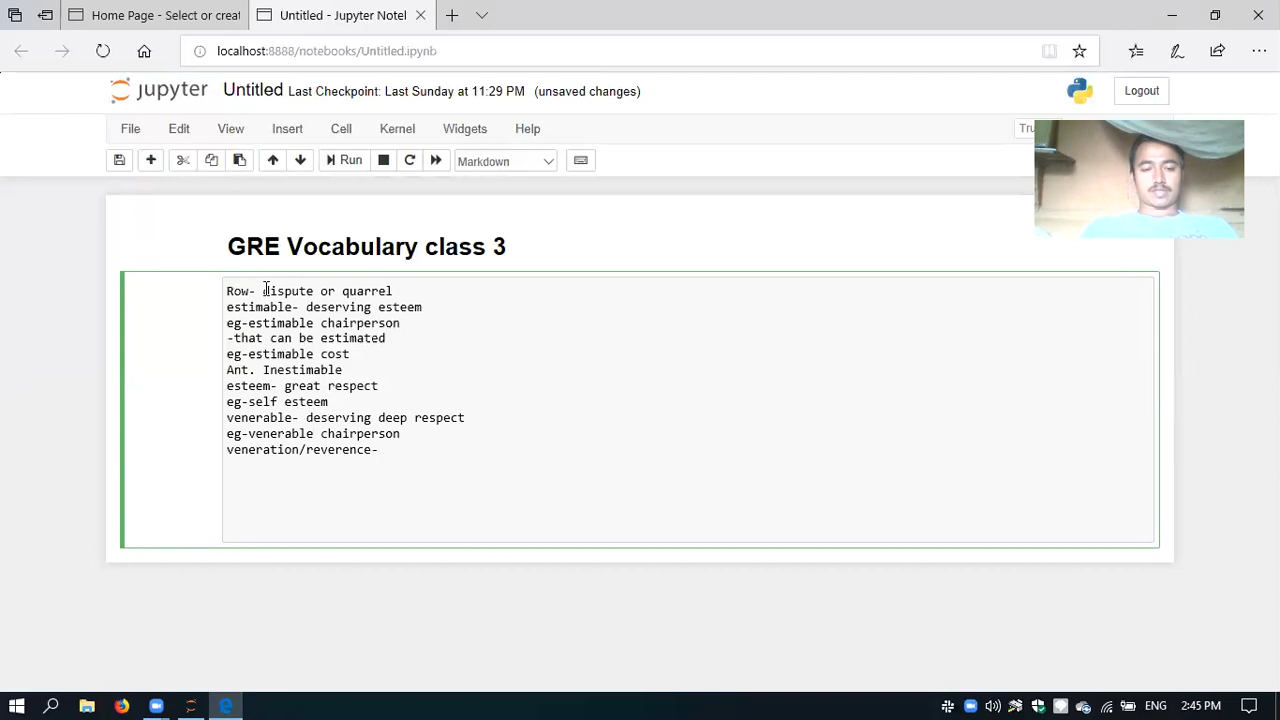 Home Page - Select or creat
Untitled - Jupyter Notel
localhost:8888/notebooks/Untitled.ipynb
jupyter Untitled Last Checkpoint: Last Sunday at 11:29 PM (unsaved changes)
Logout
File Edit View Insert Cell Kernel Widgets Help
Tru
Run
Markdown
GRE Vocabulary class 3
Row- dispute or quarrel
estimable- deserving esteem
eg-estimable chairperson
-that can be estimated
eg-estimable cost
Ant. Inestimable
esteem- great respect
eg-self esteem
venerable- deserving deep respect
eg-venerable chairperson
veneration/reverence-
ENG 2:45 PM